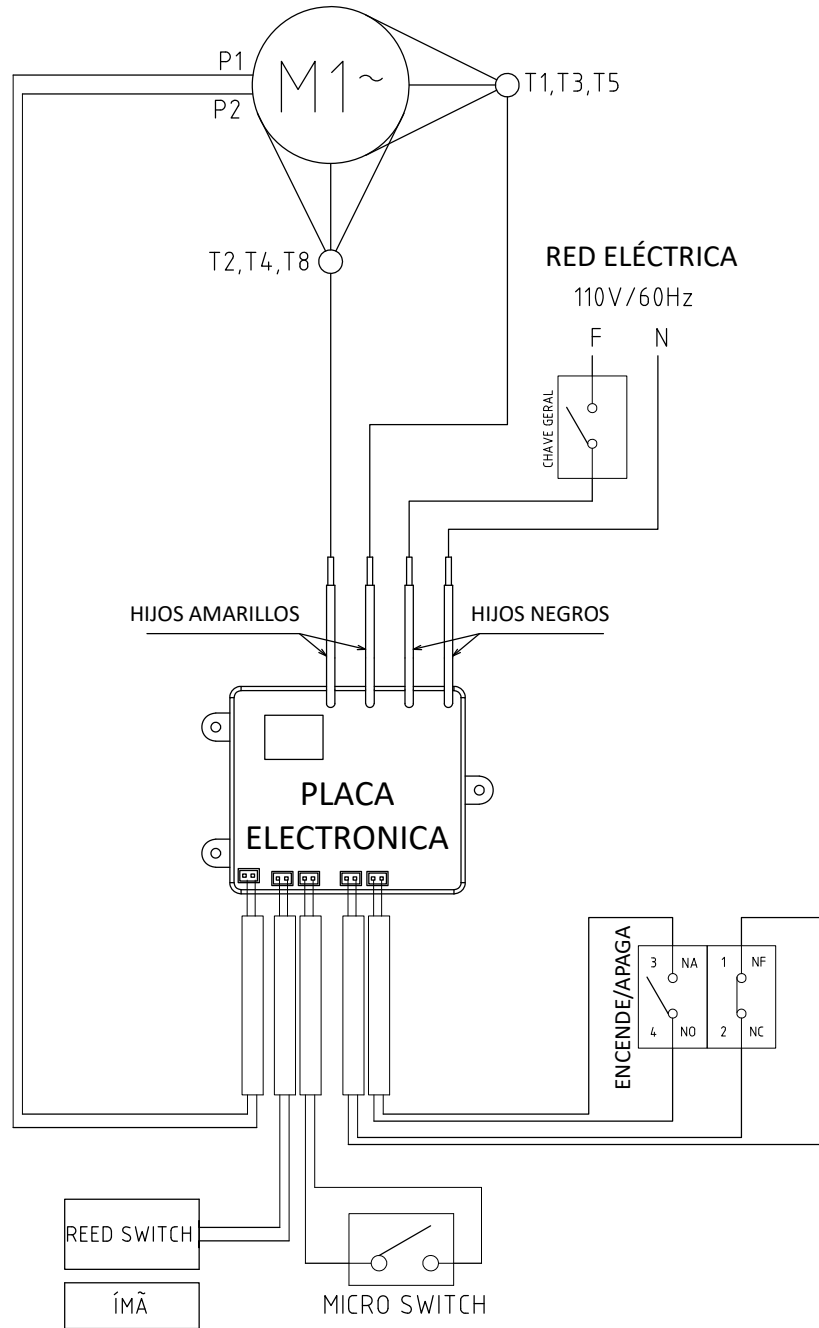 P1
P2
M1~
T1,T3,T5
T2,T4,T8
RED ELÉCTRICA
110V/60Hz
F N
CHAVE GERAL
HIJOS AMARILLOS
HIJOS NEGROS
PLACA
ELECTRONICA
ENCENDE/APAGA
3 NA
4 NO
1 NF
2 NC
REED SWITCH
ÍMÃ
MICRO SWITCH